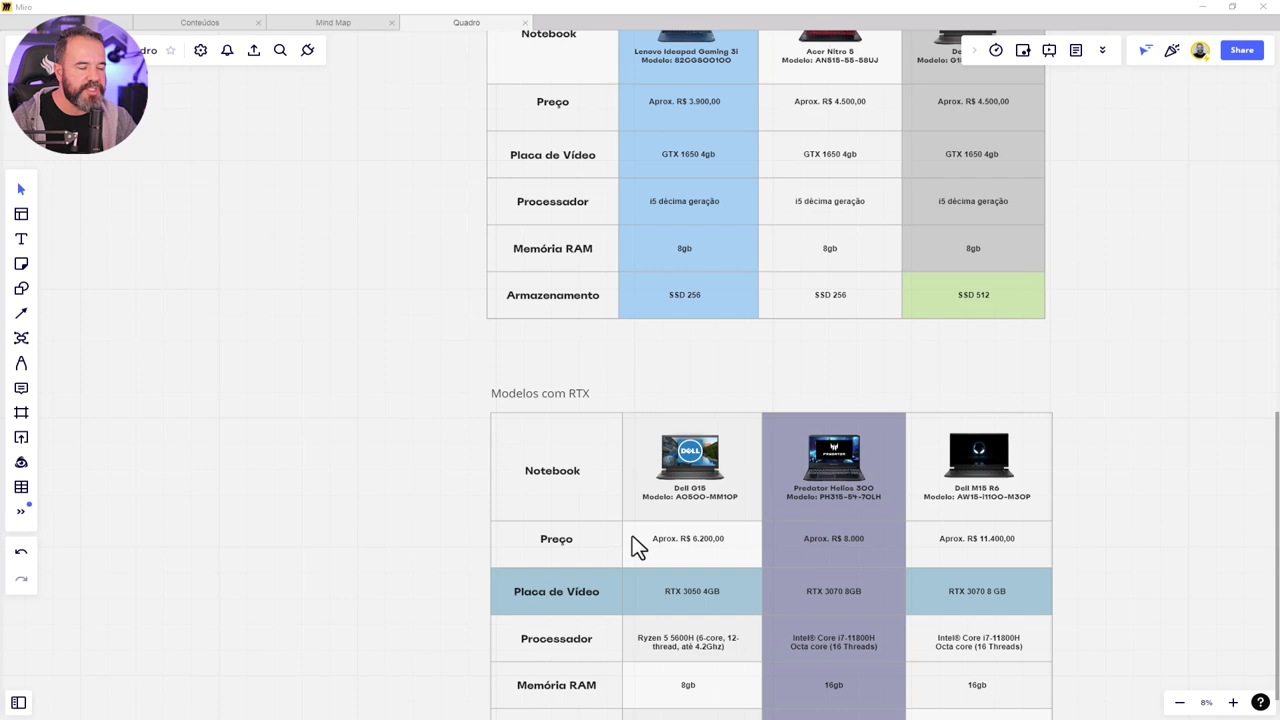 Miro
Conteúdos
Mind Map
Quadro
dro
Share
Notebook
Lenovo Ideapad Gaming 3i
Modelo: 82CGS00100
Acer Nitro 5
Modelo: AN515-55-58UJ
Preço
Aprox. R$ 3.900,00
Aprox. R$ 4.500,00
Aprox. R$ 4.500,00
Placa de Vídeo
GTX 1650 4gb
GTX 1650 4gb
GTX 1650 4gb
Processador
i5 décima geração
i5 décima geração
i5 décima geração
Memória RAM
8gb
8gb
8gb
Armazenamento
SSD 256
SSD 256
SSD 512
Modelos com RTX
Notebook
DELL
Dell G15
Modelo: AO500-MM10P
PREDATOR
Predator Helios 300
Modelo: PH315-54-70LH
Dell M15 R6
Modelo: AW15-i1100-M30P
Preço
Aprox. R$ 6.200,00
Aprox. R$ 8.000
Aprox. R$ 11.400,00
Placa de Vídeo
RTX 3050 4GB
RTX 3070 8GB
RTX 3070 8 GB
Processador
Ryzen 5 5600H (6-core, 12-
thread, até 4.2Ghz)
Intel® Core i7-11800H
Octa core (16 Threads)
Intel® Core i7-11800H
Octa core (16 Threads)
Memória RAM
8gb
16gb
16gb
8%